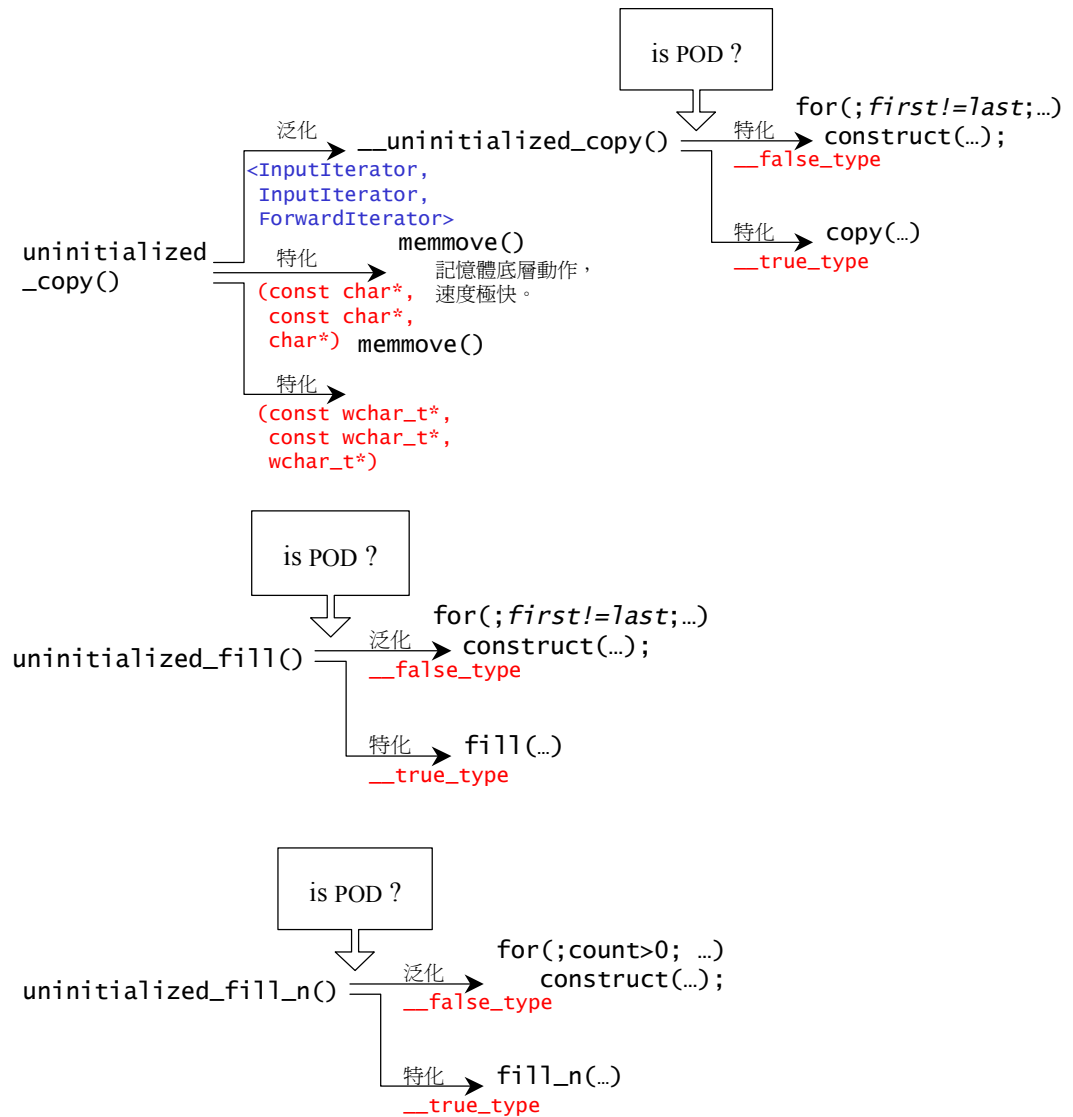 is POD ?
for(;first!=last;…)
construct(…);
泛化
__uninitialized_copy()
特化
__false_type
<InputIterator,
InputIterator,
ForwardIterator>
特化
copy(…)
__true_type
uninitialized
_copy()
特化
memmove()
記憶體底層動作，
速度極快。
(const char*,
const char*,
char*)
memmove()
特化
(const wchar_t*,
const wchar_t*,
wchar_t*)
is POD ?
for(;first!=last;…)
construct(…);
uninitialized_fill()
泛化
__false_type
特化
fill(…)
__true_type
is POD ?
for(;count>0; …)
construct(…);
uninitialized_fill_n()
泛化
__false_type
特化
fill_n(…)
__true_type